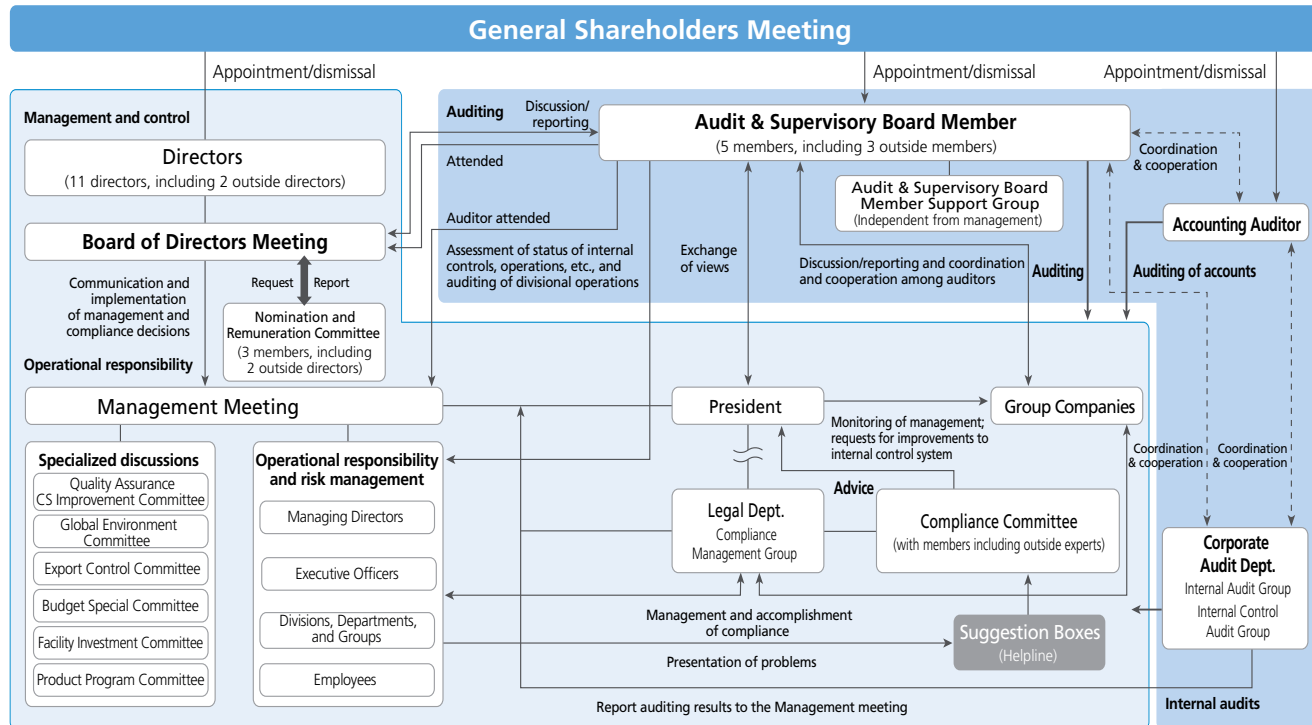 General Shareholders Meeting
Appointment/dismissal
Appointment/dismissal
Appointment/dismissal
Management and control
Directors
(11 directors, including 2 outside directors)
Board of Directors Meeting
Request
Report
Communication and
implementation
of management and
compliance decisions
Nomination and
Remuneration Committee
(3 members, including
2 outside directors)
Operational responsibility
Auditing
Discussion/
reporting
Attended
Auditor attended
Assessment of status of internal
controls, operations, etc., and
auditing of divisional operations
Audit & Supervisory Board Member
(5 members, including 3 outside members)
Audit & Supervisory Board
Member Support Group
(Independent from management)
Exchange
of views
Discussion/reporting and coordination
and cooperation among auditors
Auditing
Coordination
& cooperation
Accounting Auditor
Auditing of accounts
Management Meeting
President
Group Companies
Monitoring of management;
requests for improvements to
internal control system
Specialized discussions
Quality Assurance
CS Improvement Committee
Global Environment
Committee
Export Control Committee
Budget Special Committee
Facility Investment Committee
Product Program Committee
Operational responsibility
and risk management
Managing Directors
Executive Officers
Divisions, Departments,
and Groups
Employees
Advice
Legal Dept.
Compliance
Management Group
Compliance Committee
(with members including outside experts)
Coordination
& cooperation
Coordination
& cooperation
Corporate
Audit Dept.
Internal Audit Group
Internal Control
Audit Group
Management and accomplishment
of compliance
Suggestion Boxes
(Helpline)
Presentation of problems
Report auditing results to the Management meeting
Internal audits